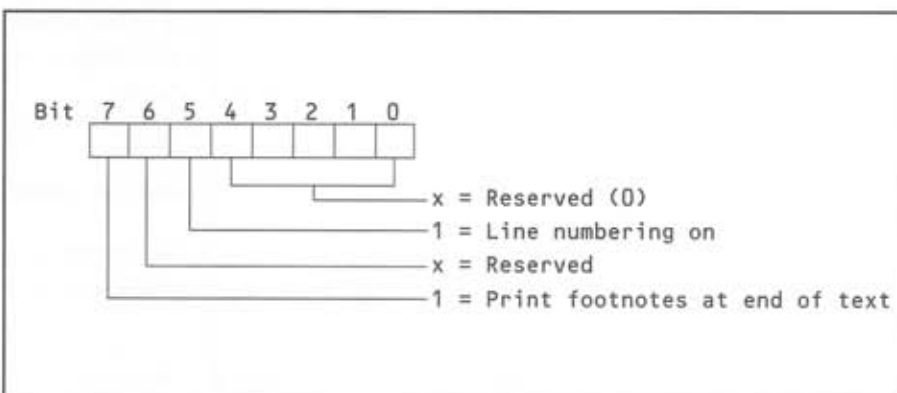 Bit 7 6 5 4 3 2 1 0
x = Reserved (0)
1 = Line numbering on
x = Reserved
1 = Print footnotes at end of text